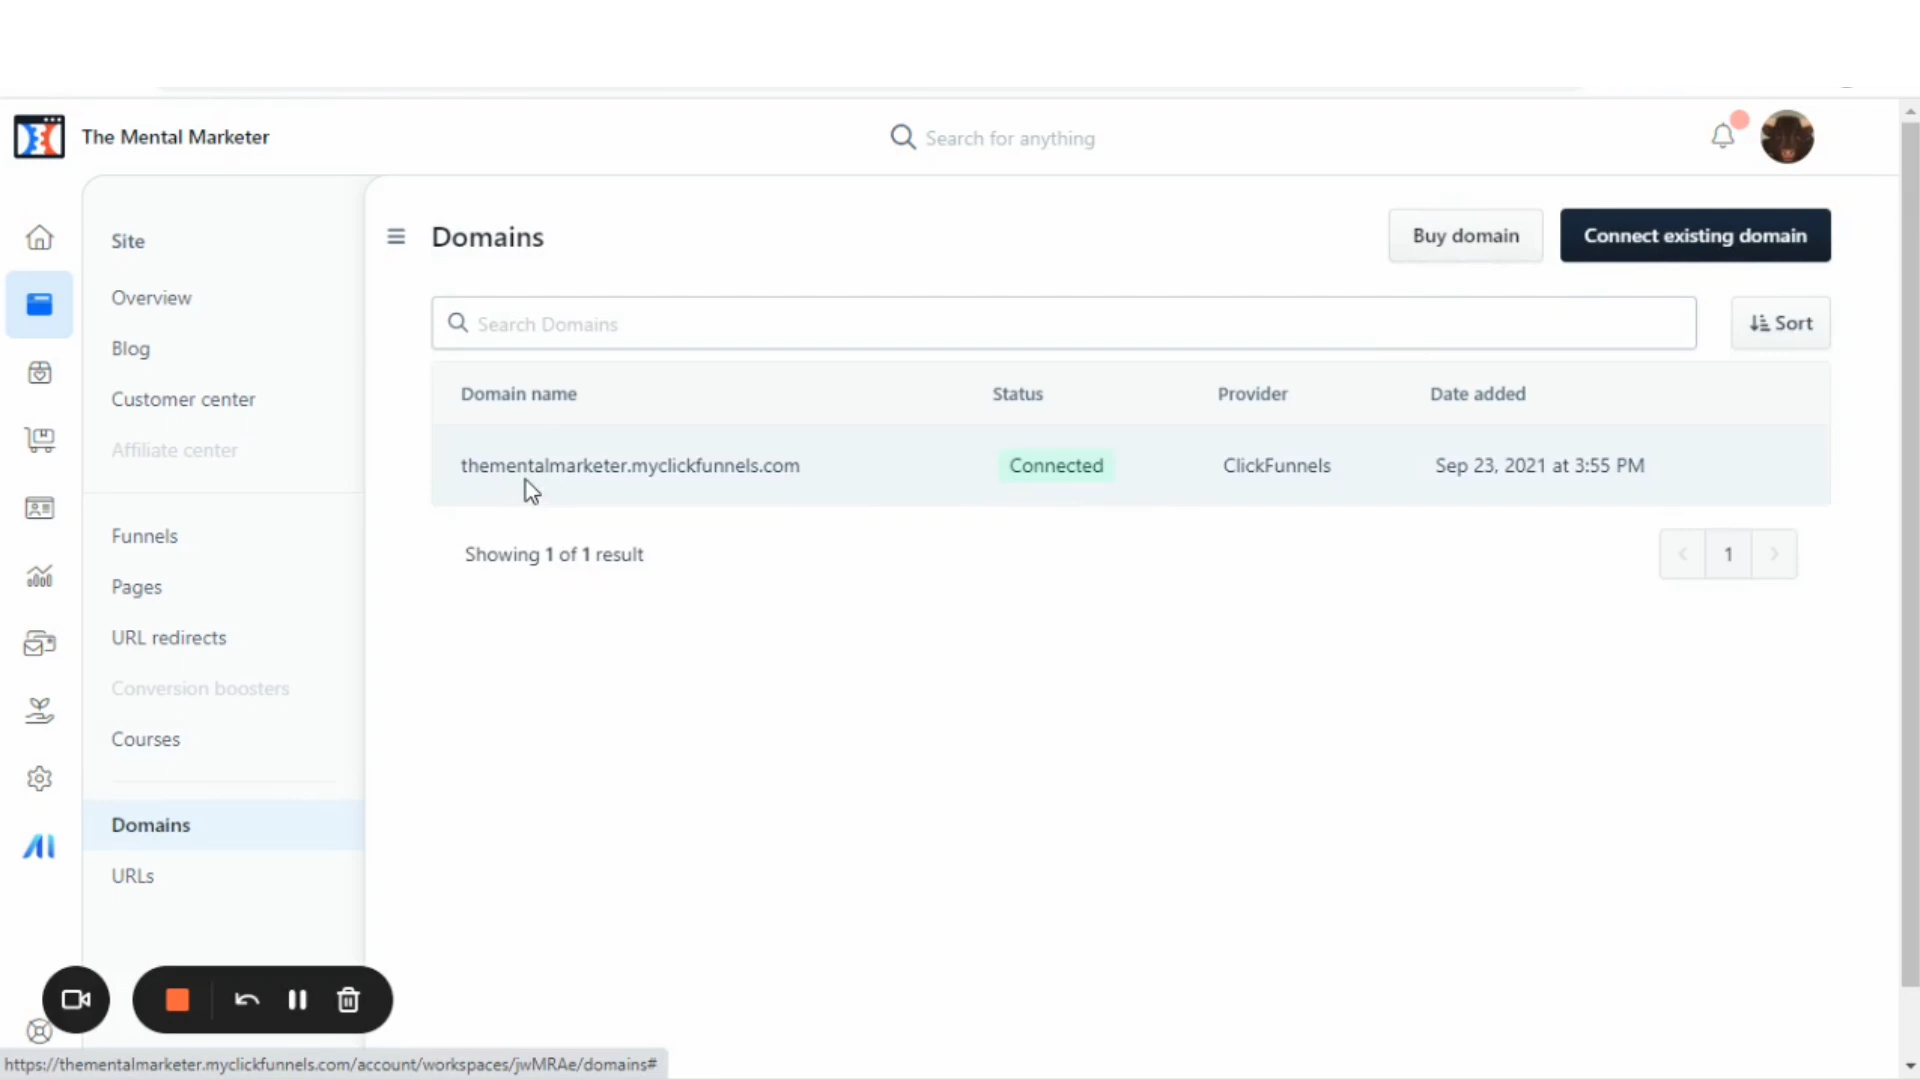 The Mental Marketer
Search for anything
Site
Overview
Blog
Customer center
Affiliate center
Funnels
Pages
URL redirects
Conversion boosters
Courses
Domains
URLs
Domains
Buy domain
Connect existing domain
Search Domains
Sort
Domain name Status Provider Date added
thementalmarketer.myclickfunnels.com Connected ClickFunnels Sep 23, 2021 at 3:55 PM
Showing 1 of 1 result
1
AI
https://thementalmarketer.myclickfunnels.com/account/workspaces/jwMRAe/domains#